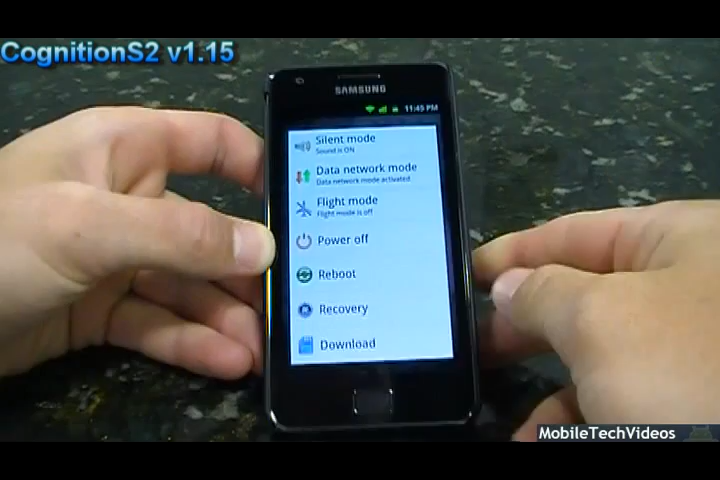 CognitionS2 v1.15
SAMSUNG
11:45 PM
Silent mode
Sound is ON
Data network mode
Data network mode activated
Flight mode
Flight mode is off
Power off
Reboot
Recovery
Download
MobileTechVideos